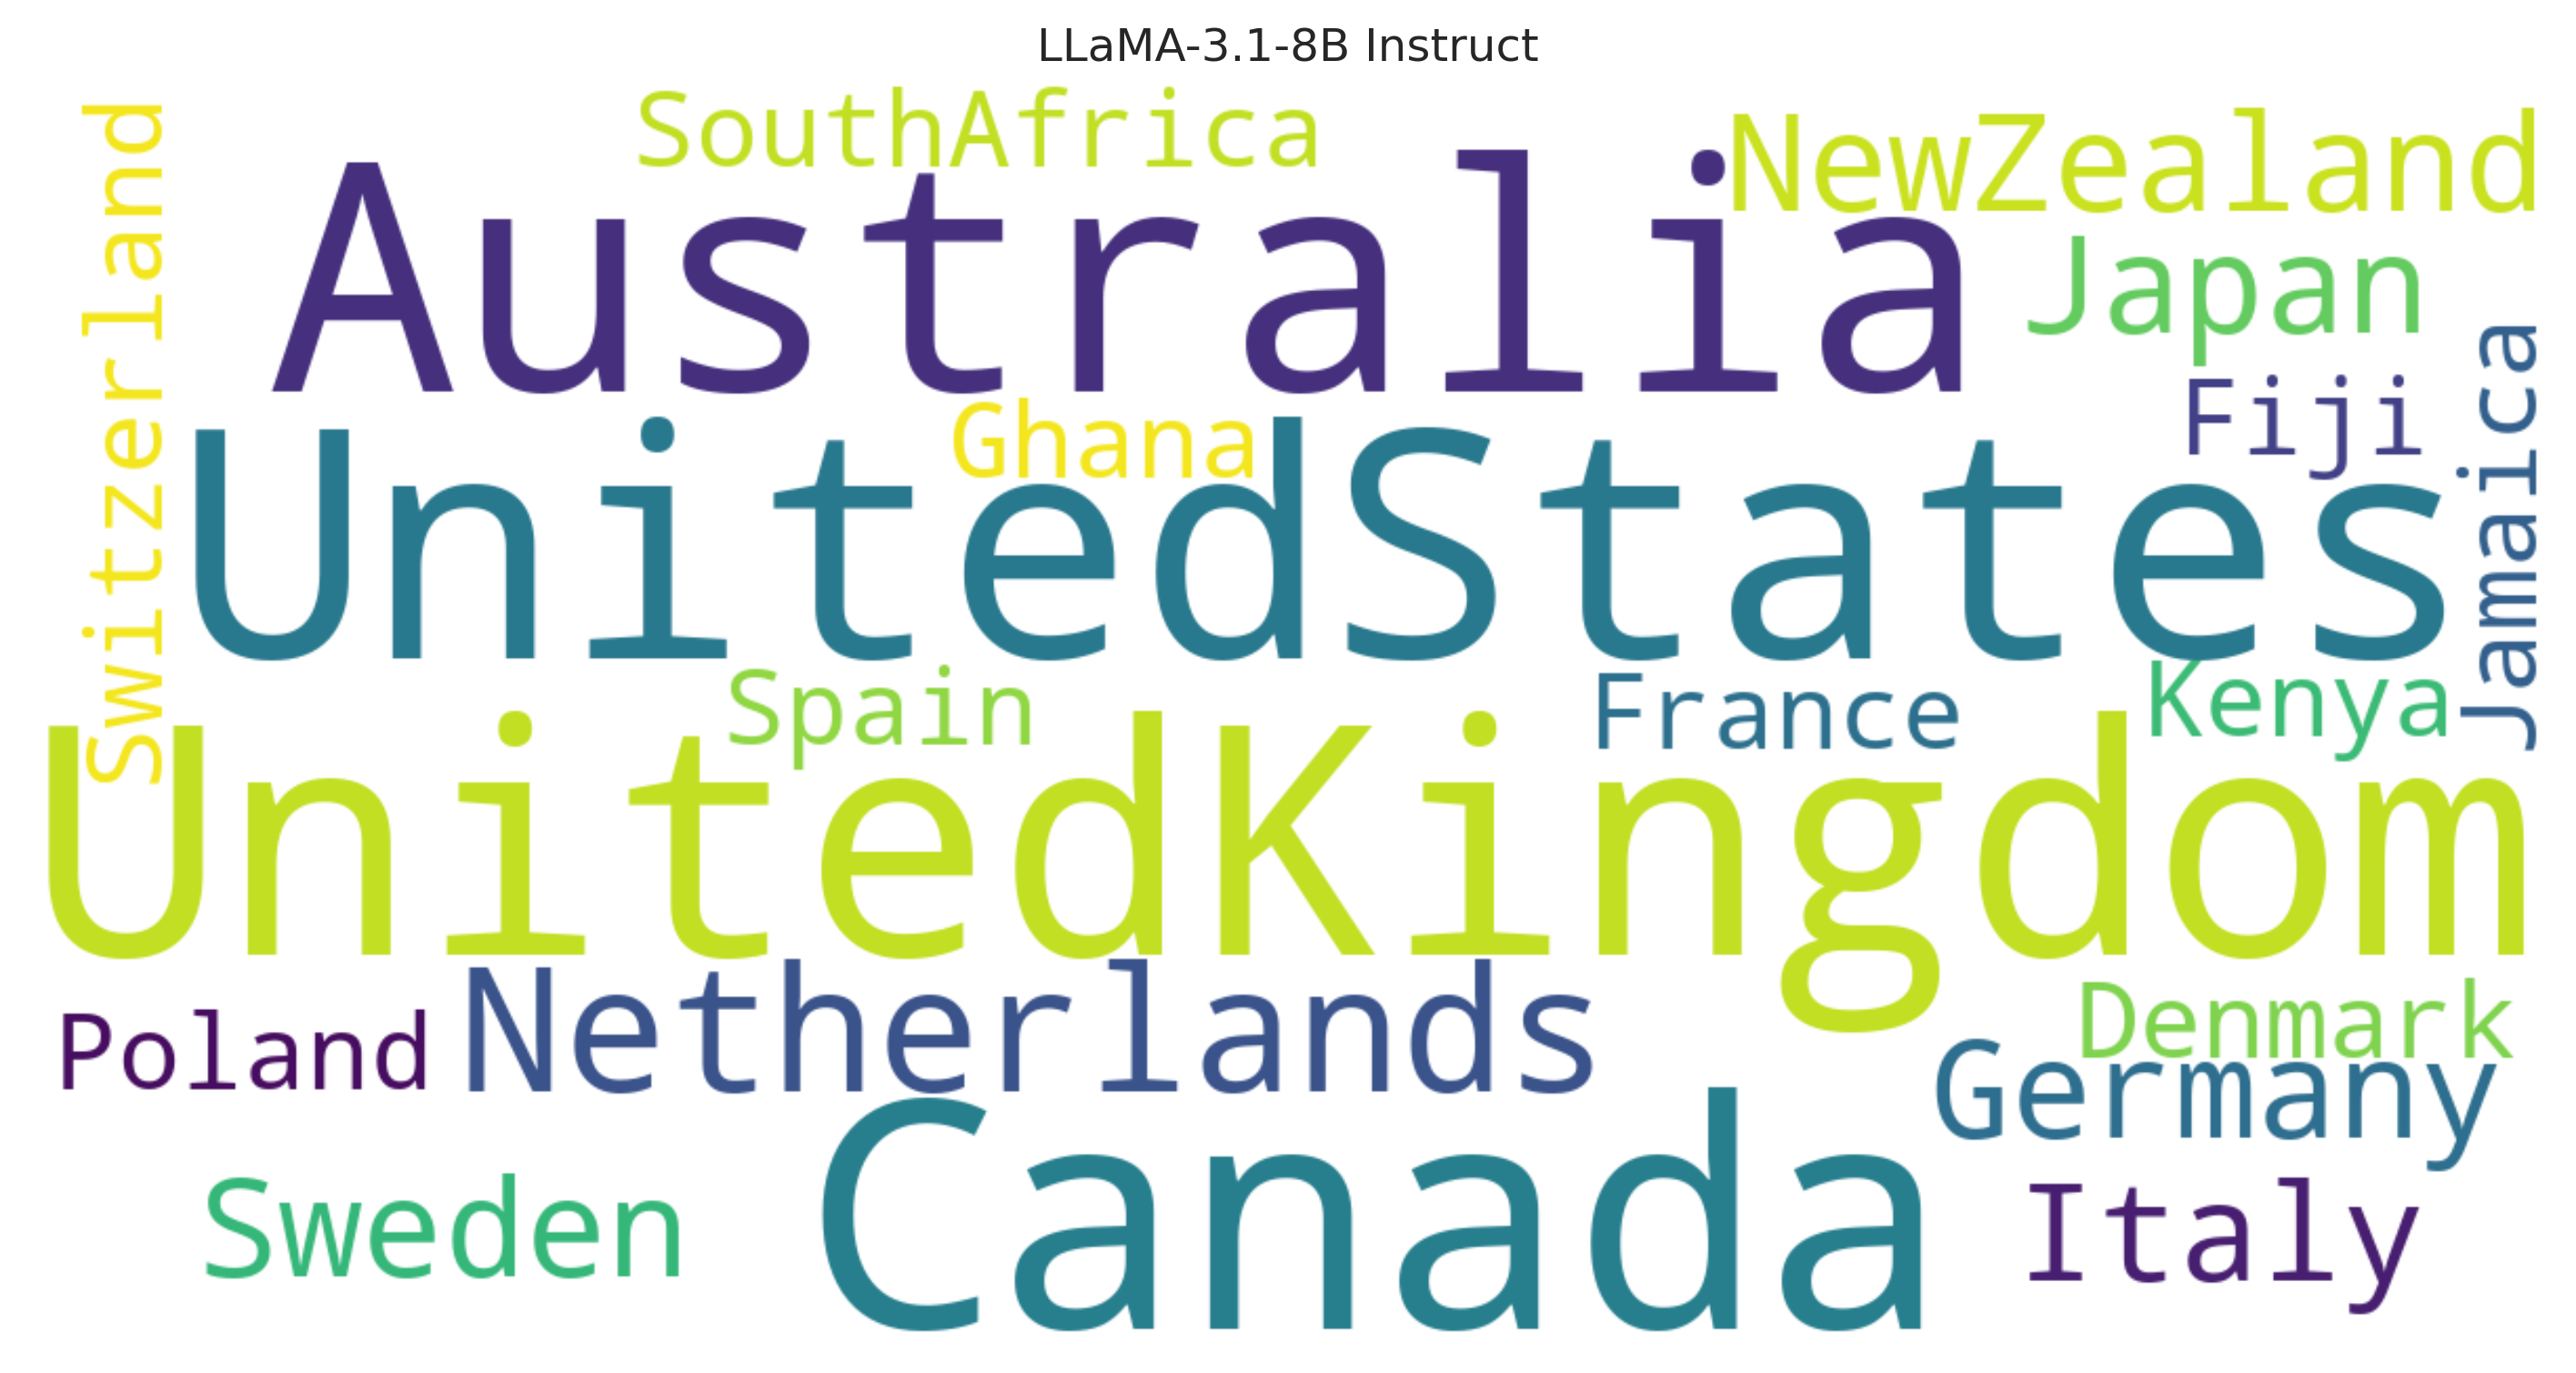 LLaMA-3.1-8B Instruct
SouthAfrica
NewZealand
Switzerland
Australia
Japan
Fiji
Jamaica
Ghana
UnitedStates
Spain
France
Kenya
UnitedKingdom
Poland
Netherlands
Denmark
Germany
Canada
Sweden
Italy